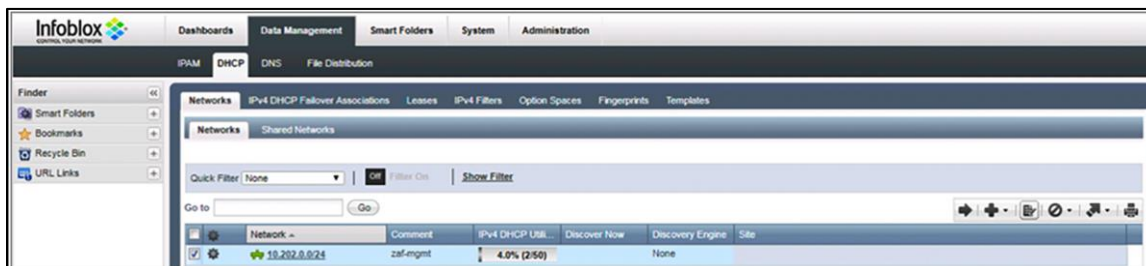 Infoblox
CONTROL YOUR NETWORK
Dashboards Data Management Smart Folders System Administration
IPAM DHCP DNS File Distribution
Finder
Smart Folders
Bookmarks
Recycle Bin
URL Links
Networks IPv4 DHCP Failover Associations Leases IPv4 Filters Option Spaces Fingerprints Templates
Networks Shared Networks
Quick Filter None Off Filter On Show Filter
Go to Go
Network Comment IPv4 DHCP Utili... Discover Now Discovery Engine Site
10.202.0.0/24 zaf-mgmt 4.0% (2/50) None